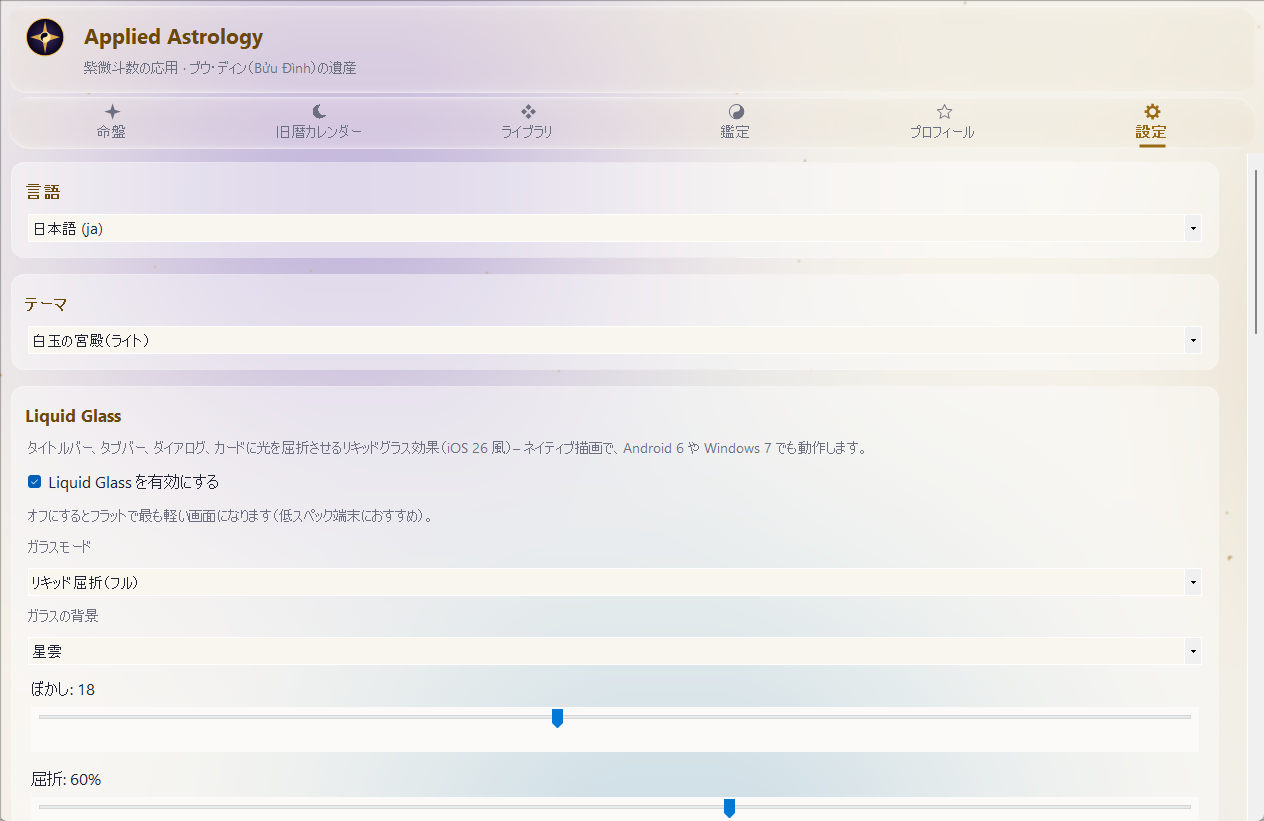 Applied Astrology
紫微斗数の応用 · ブウ·ディン(Bửu Đình)の遺産
命盤
旧暦カレンダー
ライブラリ
鑑定
プロフィール
設定
言語
日本語 (ja)
テーマ
白玉の宮殿(ライト)
Liquid Glass
タイトルバー、タブバー、ダイアログ、カードに光を屈折させるリキッドグラス効果(iOS 26 風) – ネイティブ描画で、Android 6 や Windows 7 でも動作します。
Liquid Glass を有効にする
オフにするとフラットで最も軽い画面になります(低スペック端末におすすめ)。
ガラスモード
リキッド屈折(フル)
ガラスの背景
星雲
ぼかし: 18
屈折: 60%